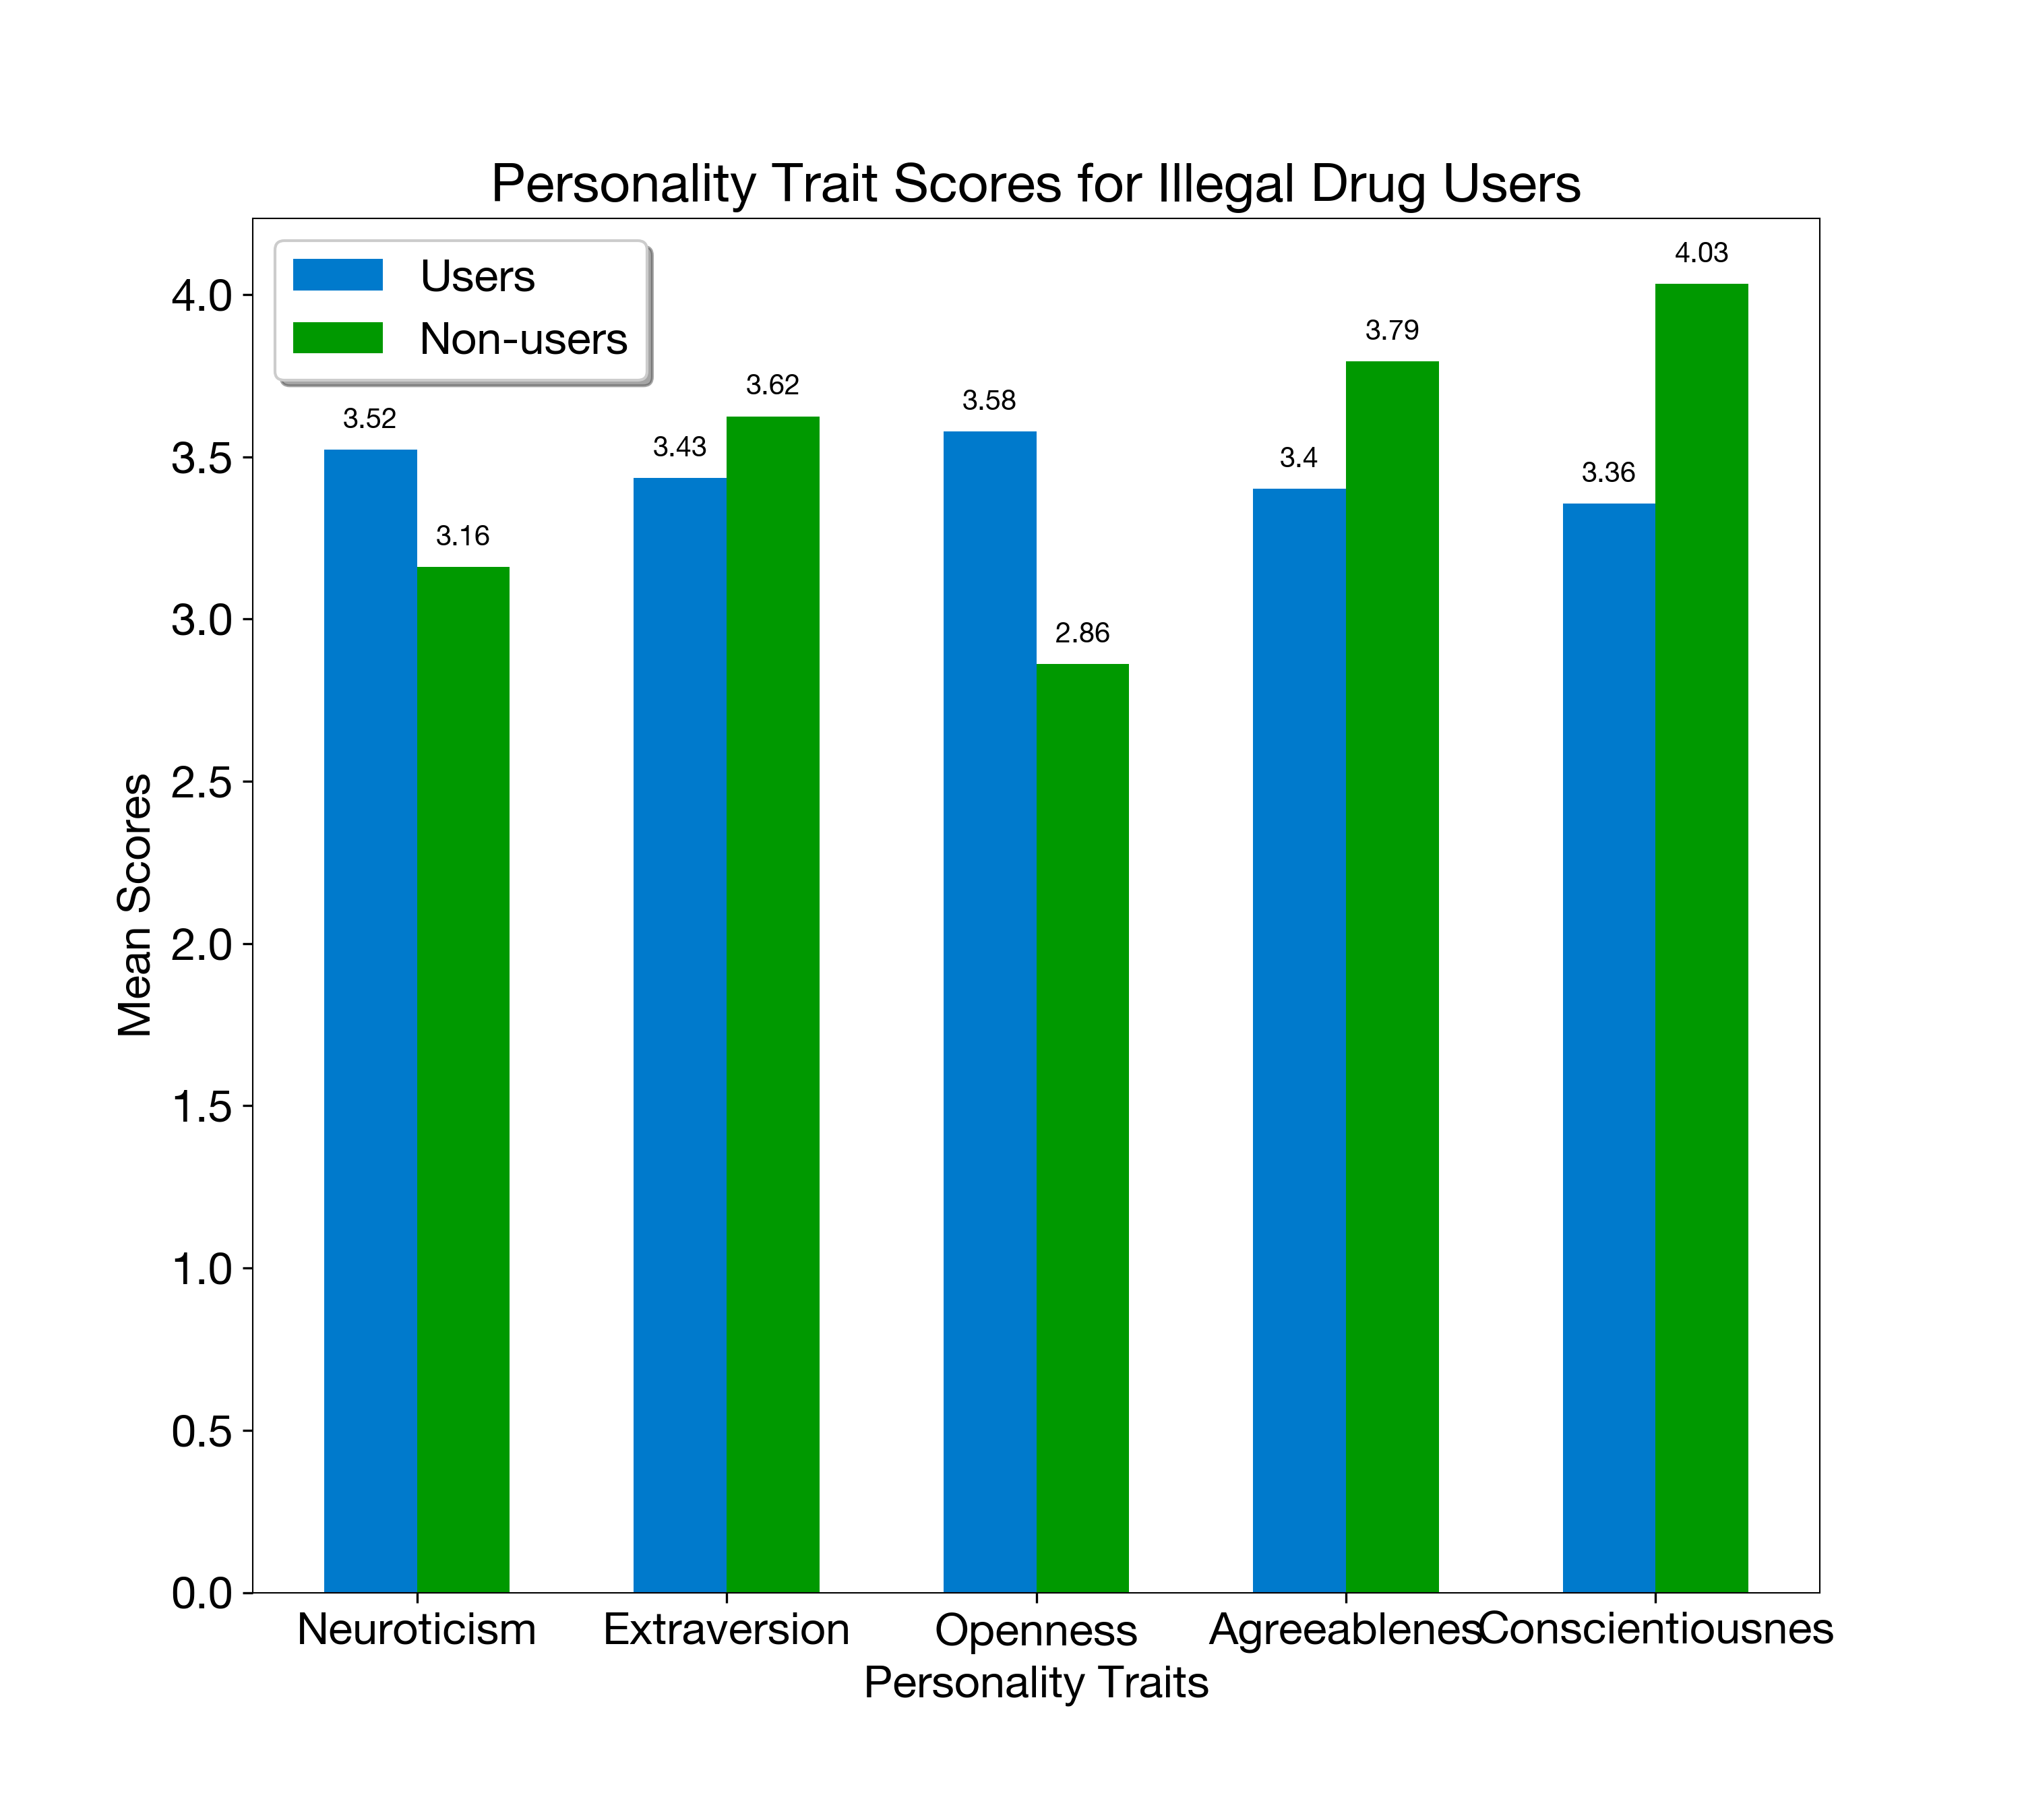 Personality Trait Scores for Illegal Drug Users
Users
Non-users
4.0
3.5
3.0
2.5
2.0
1.5
1.0
0.5
0.0
Mean Scores
3.52
3.16
3.43
3.62
3.58
2.86
3.4
3.79
3.36
4.03
Neuroticism
Extraversion
Openness
Agreeablenes
Conscientiousnes
Personality Traits